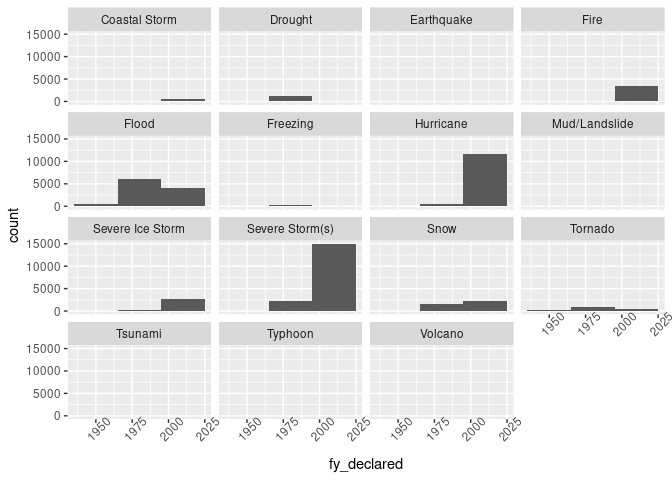 Coastal Storm Drought Earthquake Fire
15000
10000
5000
0
Flood Freezing Hurricane Mud/Landslide
15000
10000
5000
0
count
Severe Ice Storm Severe Storm(s) Snow Tornado
15000
10000
5000
0
1950 1975 2000 2025
Tsunami Typhoon Volcano
15000
10000
5000
0
1950 1975 2000 2025 1950 1975 2000 2025 1950 1975 2000 2025
fy_declared